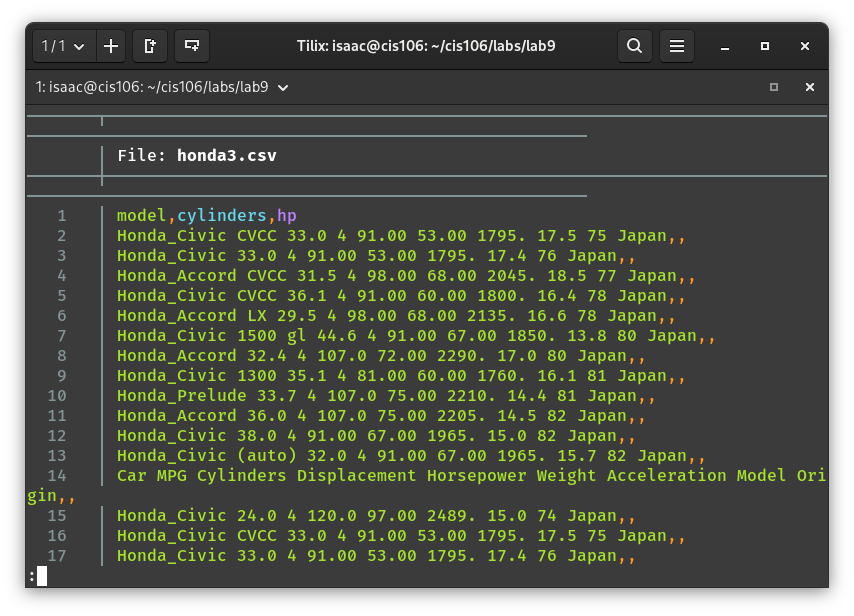 1/1
Tilix: isaac@cis106: ~/cis106/labs/lab9
1: isaac@cis106: ~/cis106/labs/lab9
File: honda3.csv
1 model,cylinders,hp
2 Honda_Civic CVCC 33.0 4 91.00 53.00 1795. 17.5 75 Japan,,
3 Honda_Civic 33.0 4 91.00 53.00 1795. 17.4 76 Japan,,
4 Honda_Accord CVCC 31.5 4 98.00 68.00 2045. 18.5 77 Japan,,
5 Honda_Civic CVCC 36.1 4 91.00 60.00 1800. 16.4 78 Japan,,
6 Honda_Accord LX 29.5 4 98.00 68.00 2135. 16.6 78 Japan,,
7 Honda_Civic 1500 gl 44.6 4 91.00 67.00 1850. 13.8 80 Japan,,
8 Honda_Accord 32.4 4 107.0 72.00 2290. 17.0 80 Japan,,
9 Honda_Civic 1300 35.1 4 81.00 60.00 1760. 16.1 81 Japan,,
10 Honda_Prelude 33.7 4 107.0 75.00 2210. 14.4 81 Japan,,
11 Honda_Accord 36.0 4 107.0 75.00 2205. 14.5 82 Japan,,
12 Honda_Civic 38.0 4 91.00 67.00 1965. 15.0 82 Japan,,
13 Honda_Civic (auto) 32.0 4 91.00 67.00 1965. 15.7 82 Japan,,
14 Car MPG Cylinders Displacement Horsepower Weight Acceleration Model Ori
gin,,
15 Honda_Civic 24.0 4 120.0 97.00 2489. 15.0 74 Japan,,
16 Honda_Civic CVCC 33.0 4 91.00 53.00 1795. 17.5 75 Japan,,
17 Honda_Civic 33.0 4 91.00 53.00 1795. 17.4 76 Japan,,
: